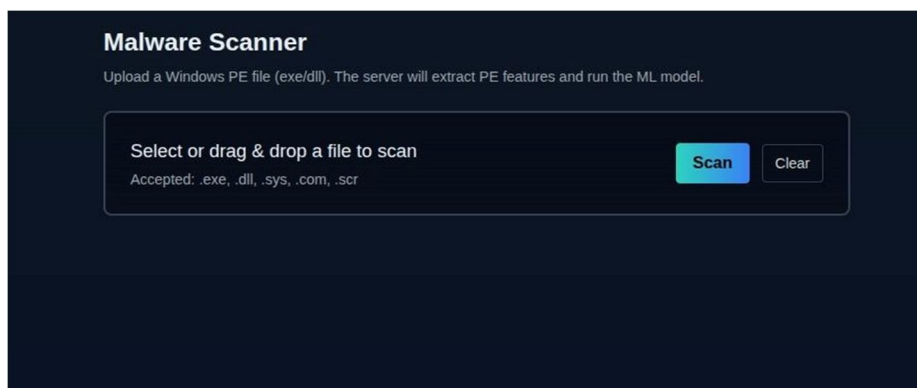 Malware Scanner
Upload a Windows PE file (exe/dll). The server will extract PE features and run the ML model.
Select or drag & drop a file to scan
Accepted: .exe, .dll, .sys, .com, .scr
Scan
Clear